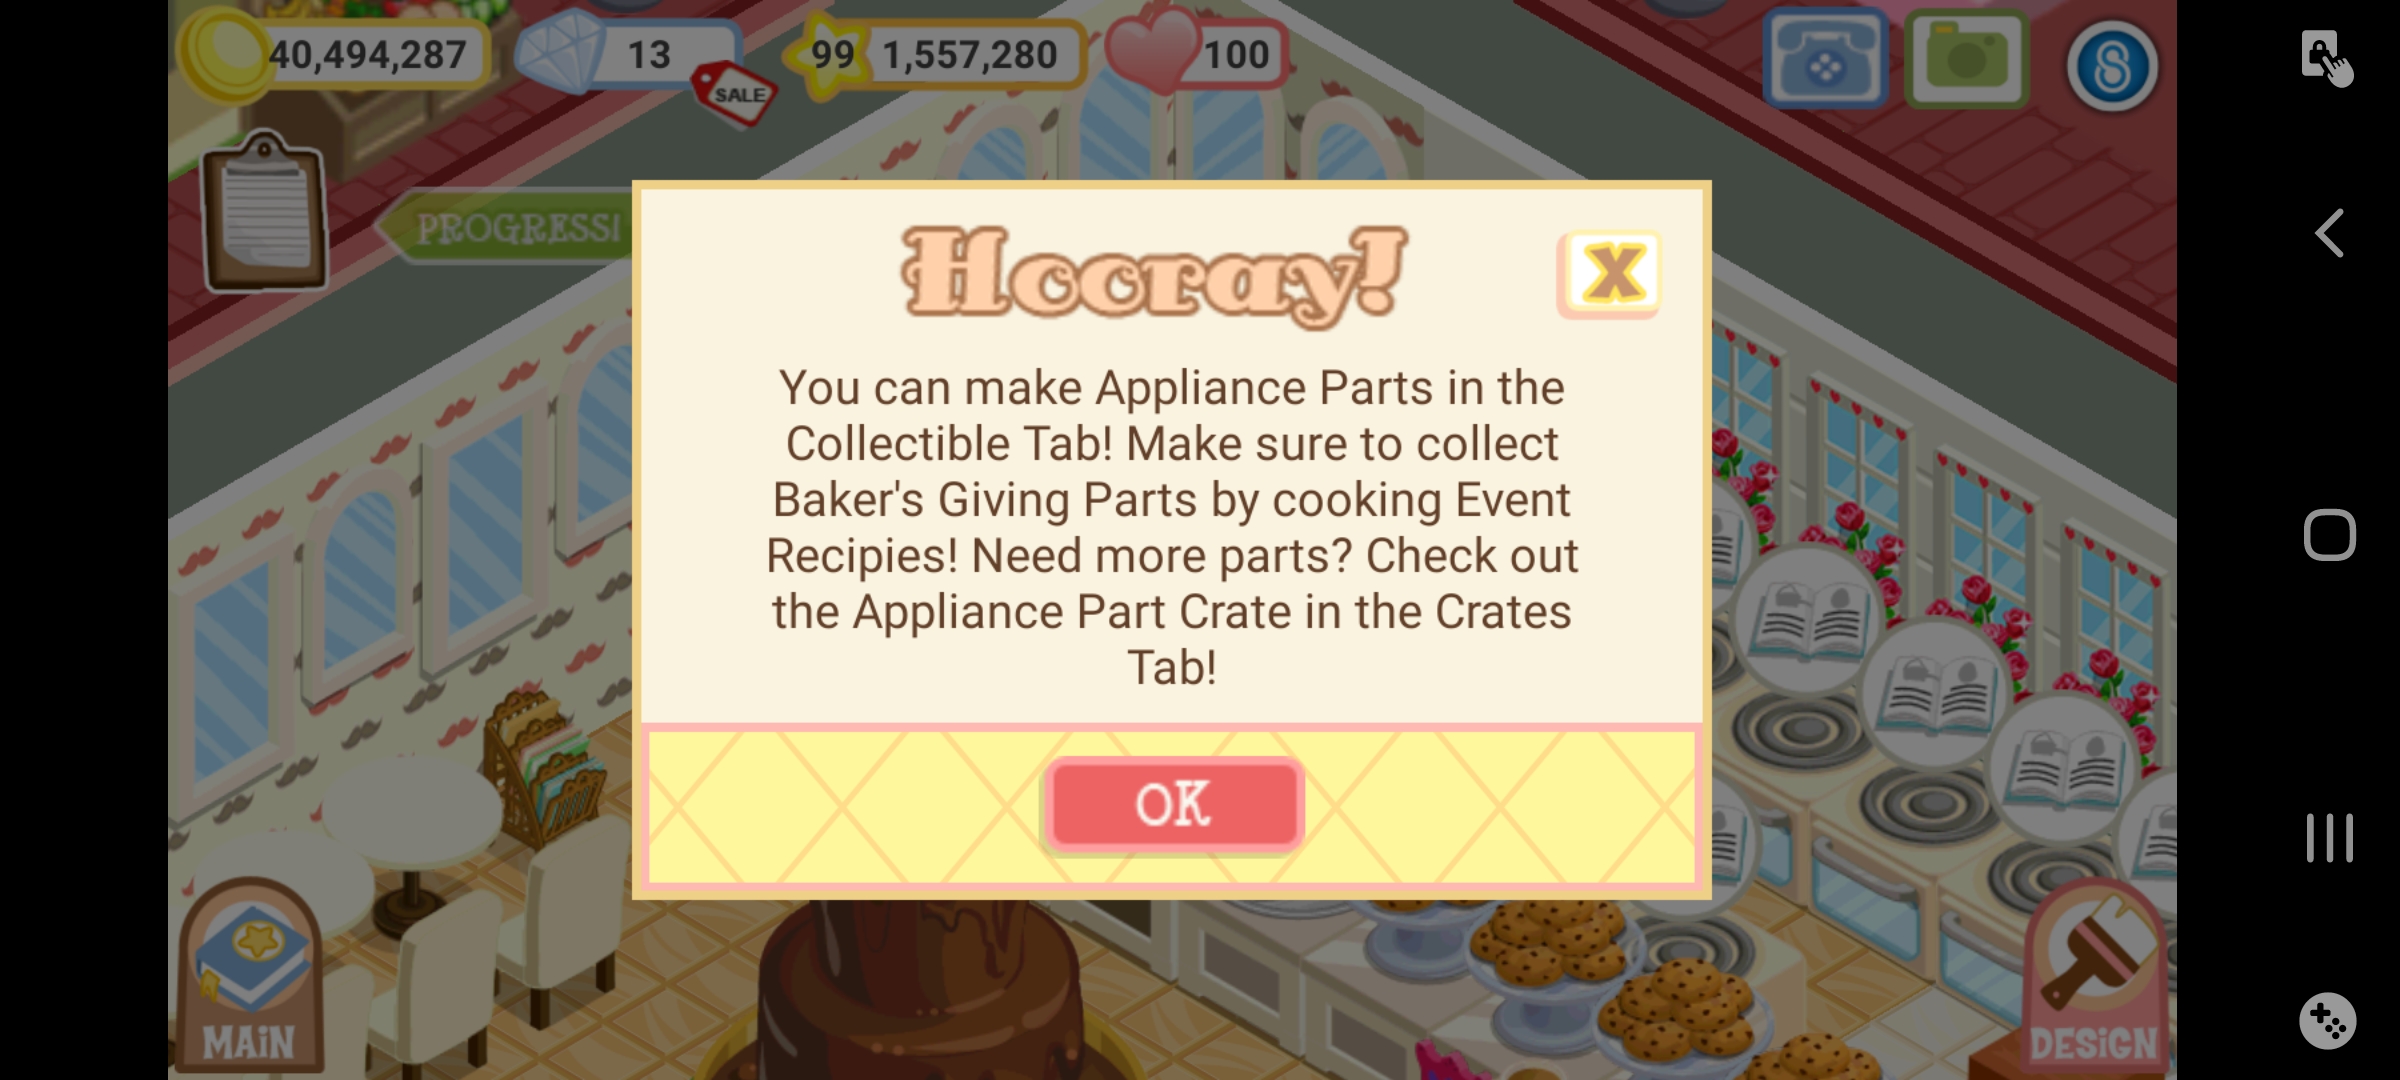 40,494,287
13
SALE
99
1,557,280
100
PROGRESS!
Hooray!
X
You can make Appliance Parts in the
Collectible Tab! Make sure to collect
Baker's Giving Parts by cooking Event
Recipies! Need more parts? Check out
the Appliance Part Crate in the Crates
Tab!
OK
MAiN
DESiGN